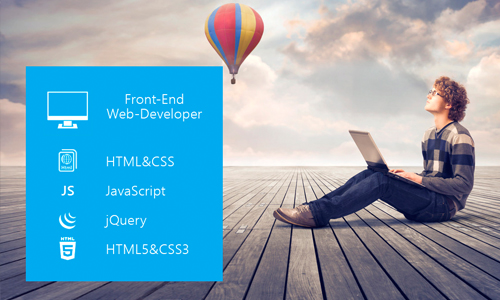 Front-End
Web-Developer
HTML&CSS
JS JavaScript
jQuery
HTML
5 HTML5&CSS3